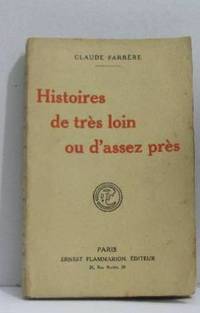 CLAUDE FARRÈRE
Histoires
de très loin
ou d'assez près
PARIS
ERNEST FLAMMARION, ÉDITEUR
26, Rue Racine, 26